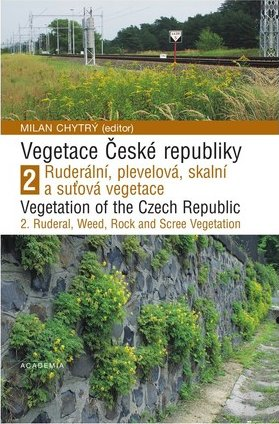 MILAN CHYTRÝ (editor)
Vegetace České republiky
2 Ruderální, plevelová, skalní
a suťová vegetace
Vegetation of the Czech Republic
2. Ruderal, Weed, Rock and Scree Vegetation
ACADEMIA